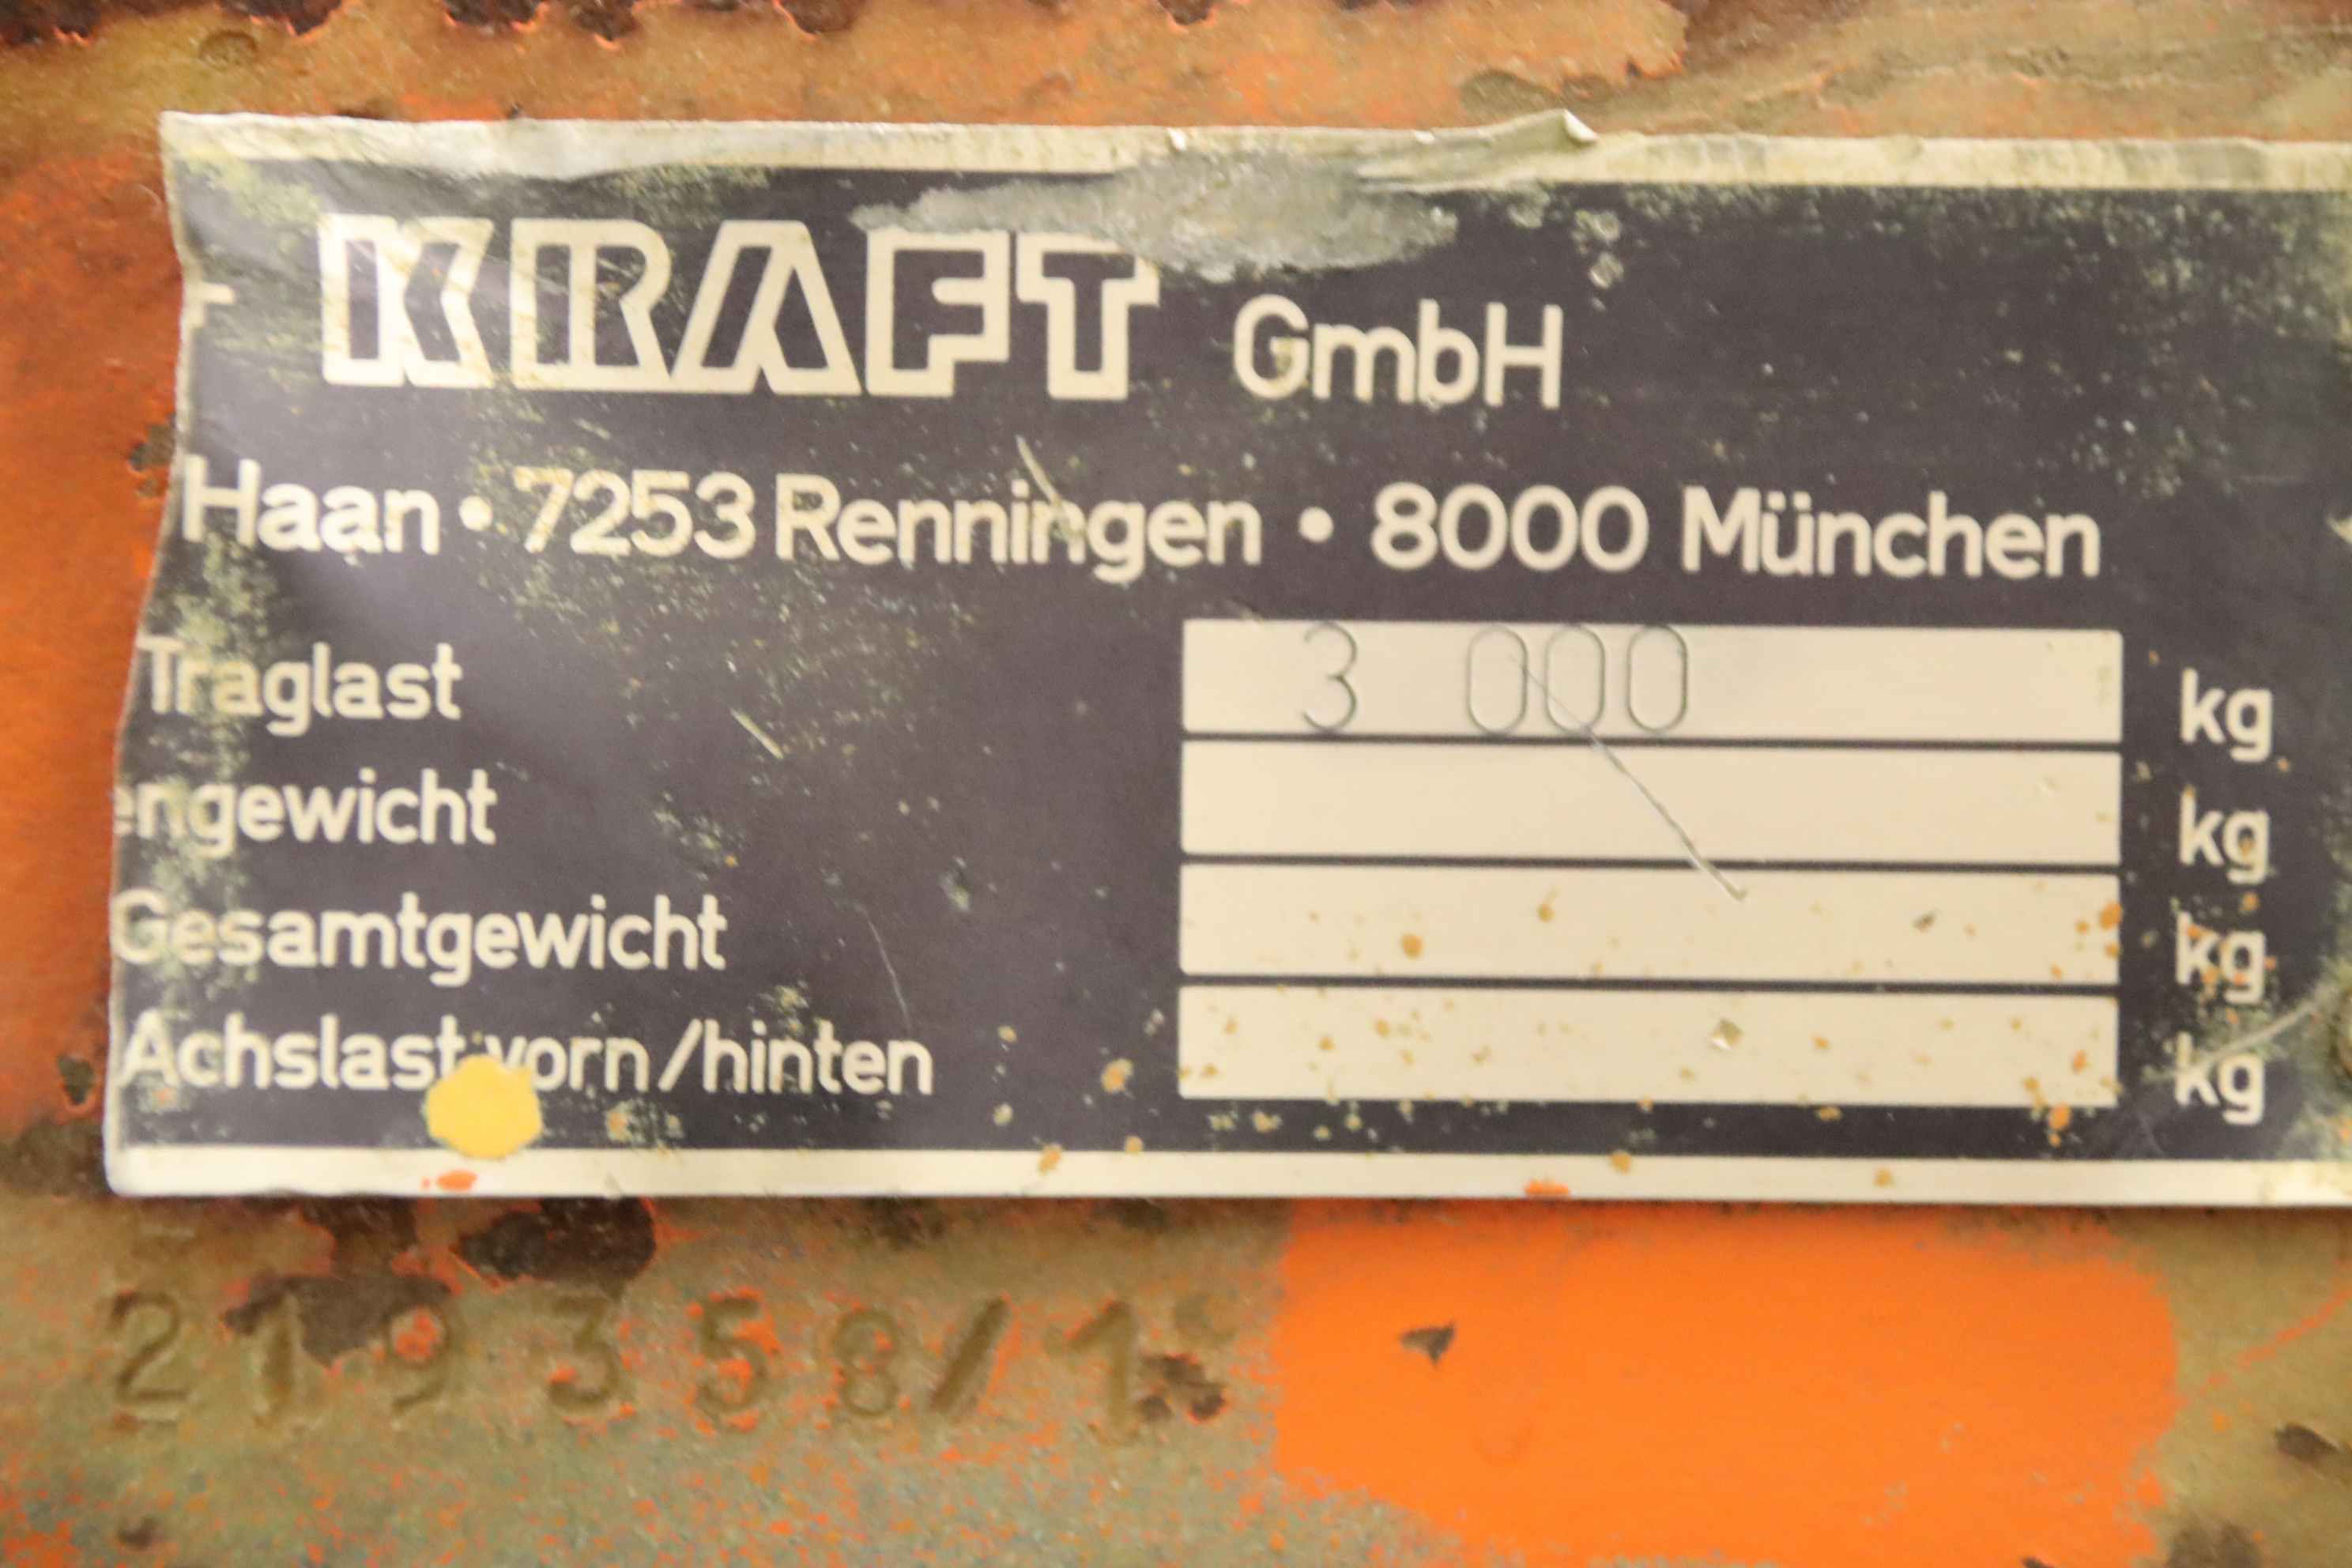 KRAFT GmbH
Haan • 7253 Renningen • 8000 München
Traglast 3 000 kg
engewicht kg
Gesamtgewicht kg
Achslast vorn/hinten kg
219358/1